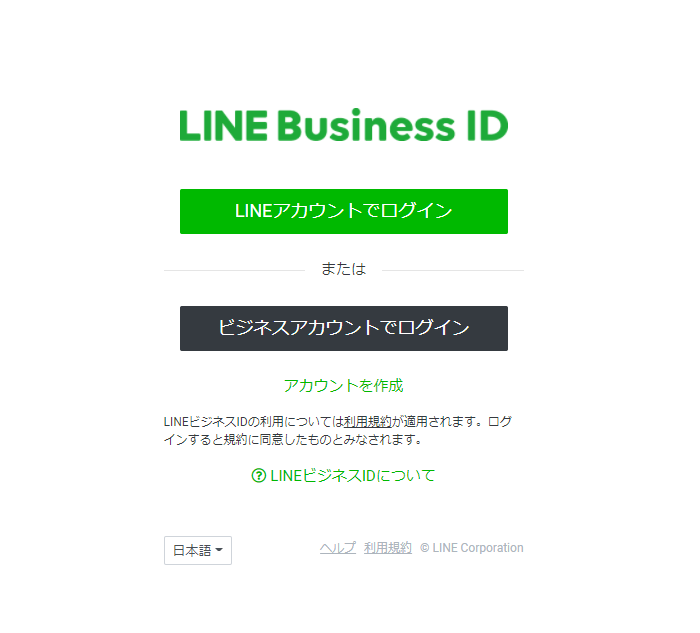 LINE Business ID
LINEアカウントでログイン
または
ビジネスアカウントでログイン
アカウントを作成
LINEビジネスIDの利用については利用規約が適用されます。ログ
インすると規約に同意したものとみなされます。
LINEビジネスIDについて
日本語
ヘルプ 利用規約 © LINE Corporation